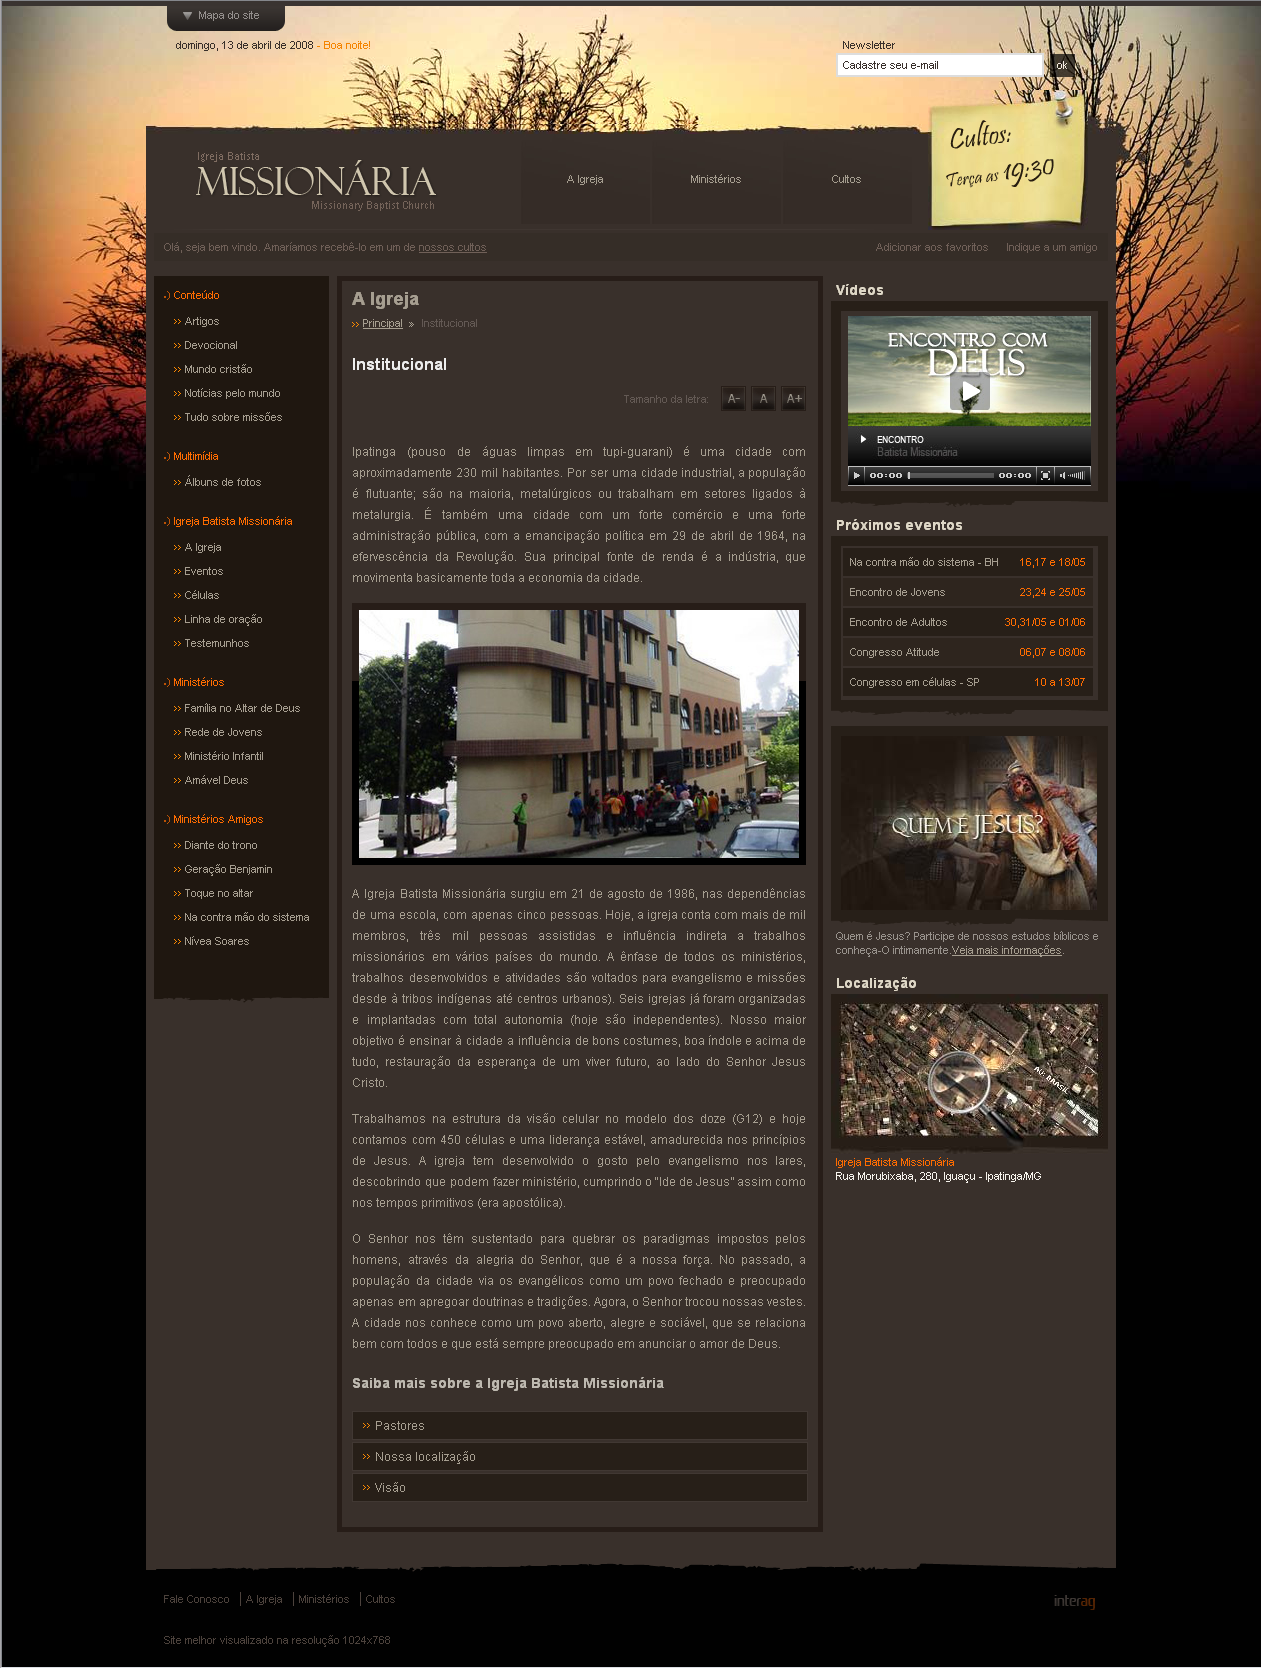 Mapa do site
domingo, 13 de abril de 2008 - Boa noite!
Newsletter
Cadastre seu e-mail
ok
Igreja Batista
MISSIONÁRIA
Missionary Baptist Church
A Igreja
Ministérios
Cultos
Cultos:
Terça as 19:30
Olá, seja bem vindo. Amaríamos recebê-lo em um de nossos cultos
Adicionar aos favoritos
Indique a um amigo
.) Conteúdo
>> Artigos
>> Devocional
>> Mundo cristão
>> Notícias pelo mundo
>> Tudo sobre missões
.) Multimídia
>> Álbuns de fotos
.) Igreja Batista Missionária
>> A Igreja
>> Eventos
>> Células
>> Linha de oração
>> Testemunhos
.) Ministérios
>> Família no Altar de Deus
>> Rede de Jovens
>> Ministério Infantil
>> Amável Deus
.) Ministérios Amigos
>> Diante do trono
>> Geração Benjamin
>> Toque no altar
>> Na contra mão do sistema
>> Nívea Soares
A Igreja
>> Principal » Institucional
Institucional
Tamanho da letra: A- A A+
Ipatinga (pouso de águas limpas em tupi-guarani) é uma cidade com
aproximadamente 230 mil habitantes. Por ser uma cidade industrial, a população
é flutuante; são na maioria, metalúrgicos ou trabalham em setores ligados à
metalurgia. É também uma cidade com um forte comércio e uma forte
administração pública, com a emancipação política em 29 de abril de 1964, na
efervescência da Revolução. Sua principal fonte de renda é a indústria, que
movimenta basicamente toda a economia da cidade.
A Igreja Batista Missionária surgiu em 21 de agosto de 1986, nas dependências
de uma escola, com apenas cinco pessoas. Hoje, a igreja conta com mais de mil
membros, três mil pessoas assistidas e influência indireta a trabalhos
missionários em vários países do mundo. A ênfase de todos os ministérios,
trabalhos desenvolvidos e atividades são voltados para evangelismo e missões
desde à tribos indígenas até centros urbanos). Seis igrejas já foram organizadas
e implantadas com total autonomia (hoje são independentes). Nosso maior
objetivo é ensinar à cidade a influência de bons costumes, boa índole e acima de
tudo, restauração da esperança de um viver futuro, ao lado do Senhor Jesus
Cristo.
Trabalhamos na estrutura da visão celular no modelo dos doze (G12) e hoje
contamos com 450 células e uma liderança estável, amadurecida nos princípios
de Jesus. A igreja tem desenvolvido o gosto pelo evangelismo nos lares,
descobrindo que podem fazer ministério, cumprindo o "Ide de Jesus" assim como
nos tempos primitivos (era apostólica).
O Senhor nos têm sustentado para quebrar os paradigmas impostos pelos
homens, através da alegria do Senhor, que é a nossa força. No passado, a
população da cidade via os evangélicos como um povo fechado e preocupado
apenas em apregoar doutrinas e tradições. Agora, o Senhor trocou nossas vestes.
A cidade nos conhece como um povo aberto, alegre e sociável, que se relaciona
bem com todos e que está sempre preocupado em anunciar o amor de Deus.
Saiba mais sobre a Igreja Batista Missionária
>> Pastores
>> Nossa localização
>> Visão
Vídeos
ENCONTRO COM
DEUS
ENCONTRO
Batista Missionária
00:00 00:00
Próximos eventos
Na contra mão do sistema - BH 16,17 e 18/05
Encontro de Jovens 23,24 e 25/05
Encontro de Adultos 30,31/05 e 01/06
Congresso Atitude 06,07 e 08/06
Congresso em células - SP 10 a 13/07
QUEM É JESUS?
Quem é Jesus? Participe de nossos estudos bíblicos e
conheça-O intimamente.Veja mais informações.
Localização
AV. BRASIL
Igreja Batista Missionária
Rua Morubixaba, 280, Iguaçu - Ipatinga/MG
Fale Conosco | A Igreja | Ministérios | Cultos
interag
Site melhor visualizado na resolução 1024x768